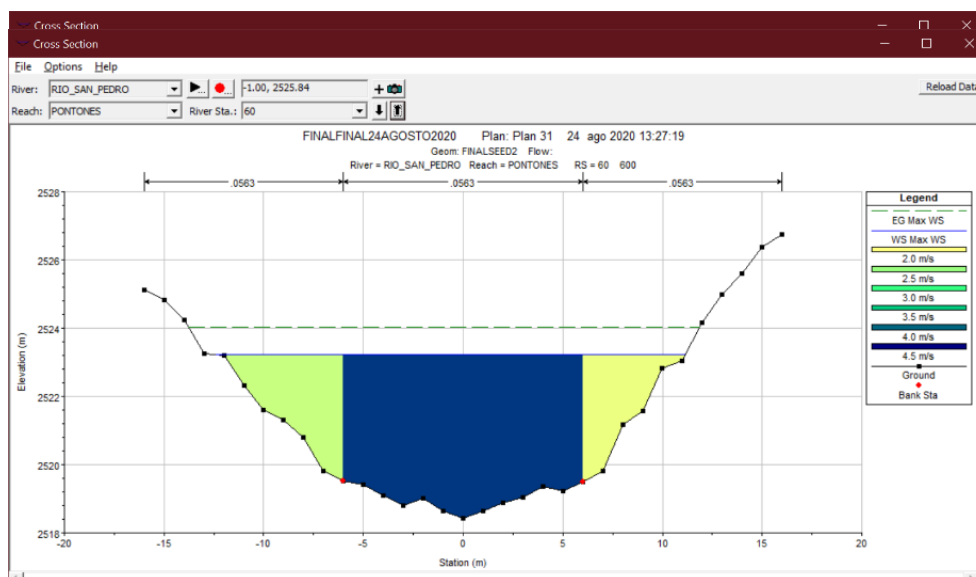 Cross Section
Cross Section
File Options Help
River: RIO_SAN_PEDRO -1.00, 2525.84 Reload Data
Reach: PONTONES River Sta.: 60
FINALFINAL24AGOSTO2020 Plan: Plan 31 24 ago 2020 13:27:19
Geom: FINALSEED2 Flow:
River = RIO_SAN_PEDRO Reach = PONTONES RS = 60 600
.0563 .0563 .0563
2528
2526
2524
2522
2520
2518
Elevation (m)
-20 -15 -10 -5 0 5 10 15 20
Station (m)
Legend
EG Max WS
WS Max WS
2.0 m/s
2.5 m/s
3.0 m/s
3.5 m/s
4.0 m/s
4.5 m/s
Ground
Bank Sta